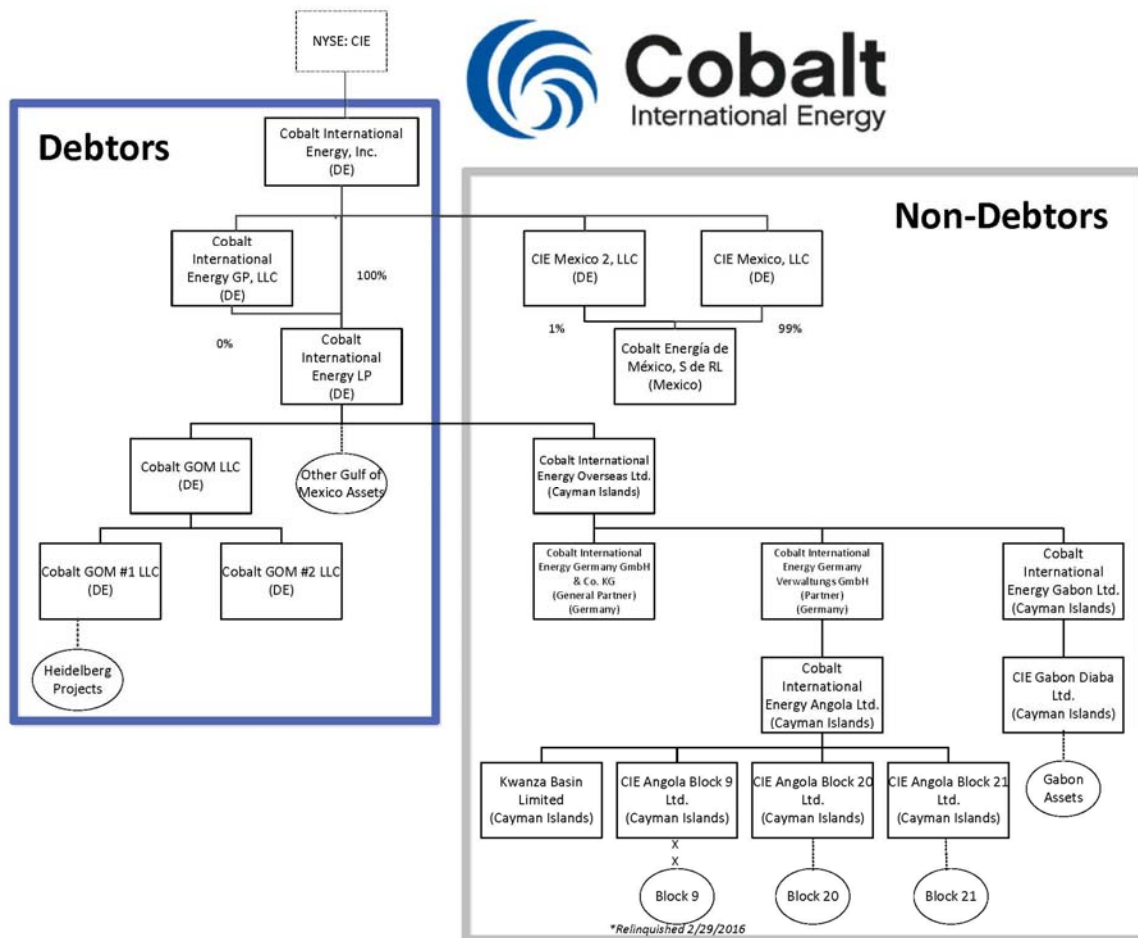 NYSE: CIE
Cobalt
International Energy
Debtors
Cobalt International
Energy, Inc.
(DE)
Non-Debtors
Cobalt
International
Energy GP, LLC
(DE)
100%
CIE Mexico 2, LLC
(DE)
CIE Mexico, LLC
(DE)
0%
1%
99%
Cobalt
International
Energy LP
(DE)
Cobalt Energía de
México, S de RL
(Mexico)
Cobalt GOM LLC
(DE)
Other Gulf of
Mexico Assets
Cobalt International
Energy Overseas Ltd.
(Cayman Islands)
Cobalt GOM #1 LLC
(DE)
Cobalt GOM #2 LLC
(DE)
Cobalt International
Energy Germany GmbH
& Co. KG
(General Partner)
(Germany)
Cobalt International
Energy Germany
Verwaltungs GmbH
(Partner)
(Germany)
Cobalt
International
Energy Gabon Ltd.
(Cayman Islands)
Heidelberg
Projects
Cobalt
International
Energy Angola Ltd.
(Cayman Islands)
CIE Gabon Diaba
Ltd.
(Cayman Islands)
Kwanza Basin
Limited
(Cayman Islands)
CIE Angola Block 9
Ltd.
(Cayman Islands)
CIE Angola Block 20
Ltd.
(Cayman Islands)
CIE Angola Block 21
Ltd.
(Cayman Islands)
Gabon
Assets
X
X
Block 9
Block 20
Block 21
*Relinquished 2/29/2016